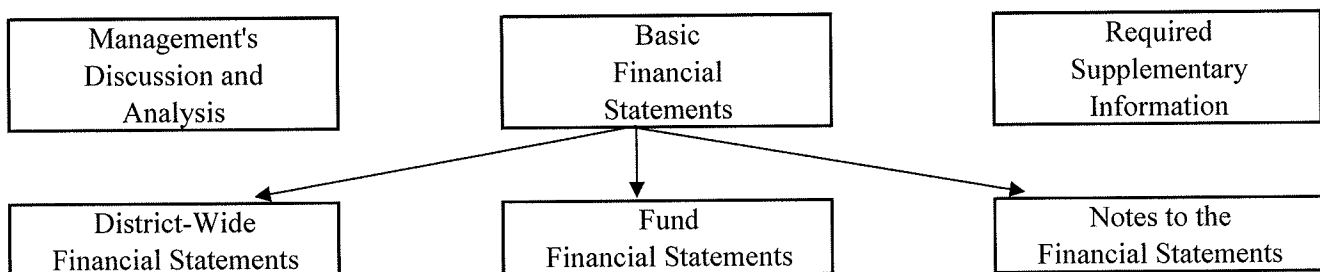 Management's
Discussion and
Analysis
Basic
Financial
Statements
Required
Supplementary
Information
District-Wide
Financial Statements
Fund
Financial Statements
Notes to the
Financial Statements